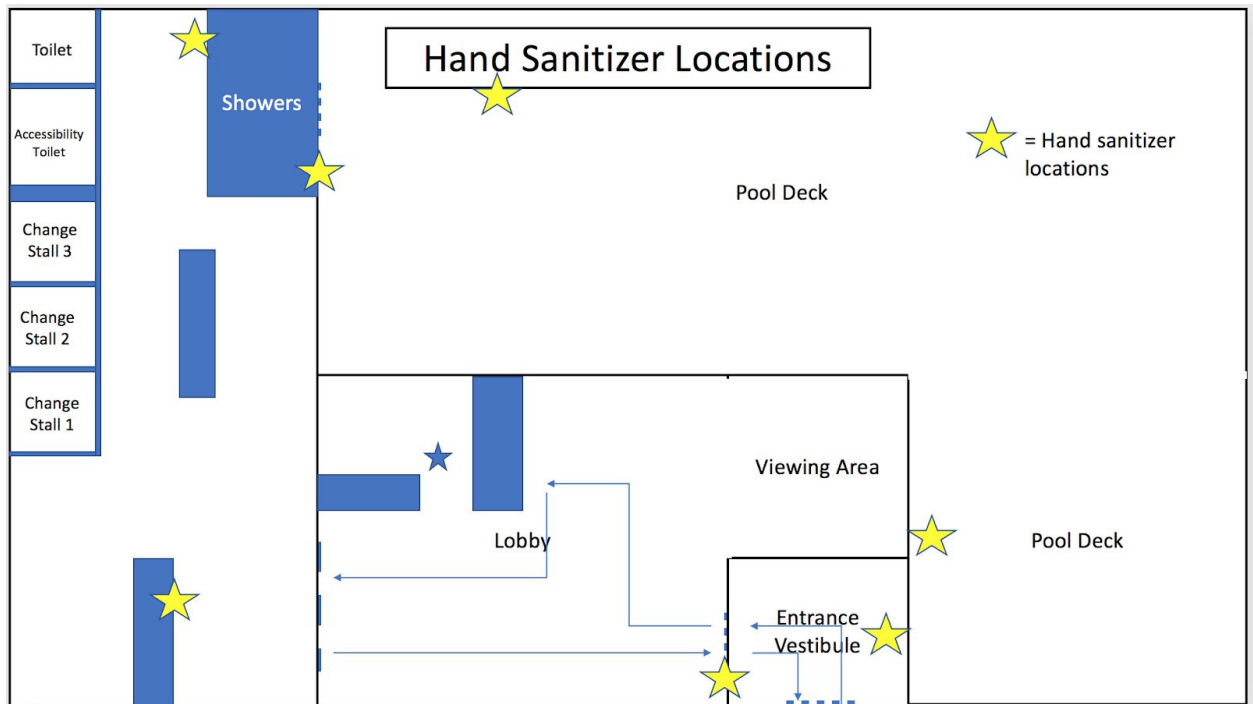 Hand Sanitizer Locations
Toilet
Showers
Accessibility
Toilet
= Hand sanitizer
locations
Pool Deck
Change
Stall 3
Change
Stall 2
Change
Stall 1
Viewing Area
Lobby
Pool Deck
Entrance
Vestibule